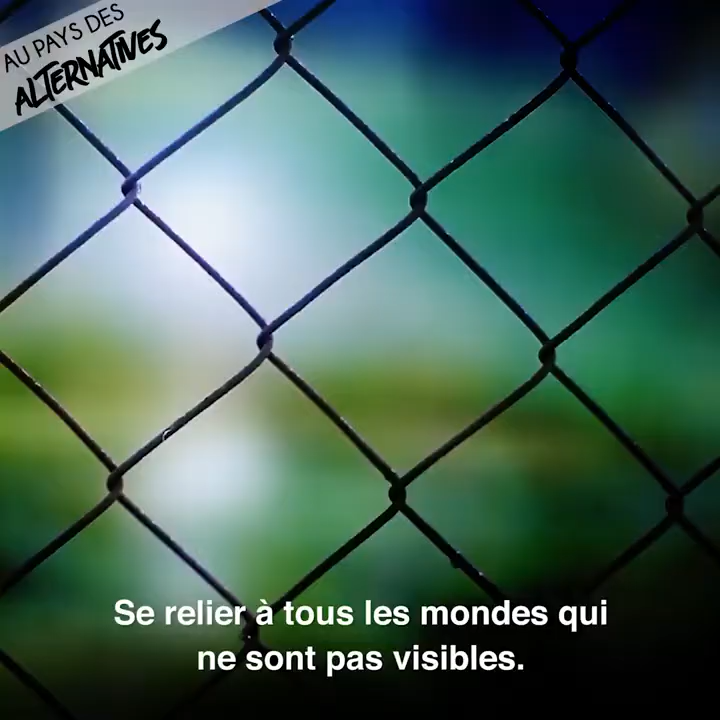 AU PAYS DES
ALTERNATIVES
Se relier à tous les mondes qui
ne sont pas visibles.